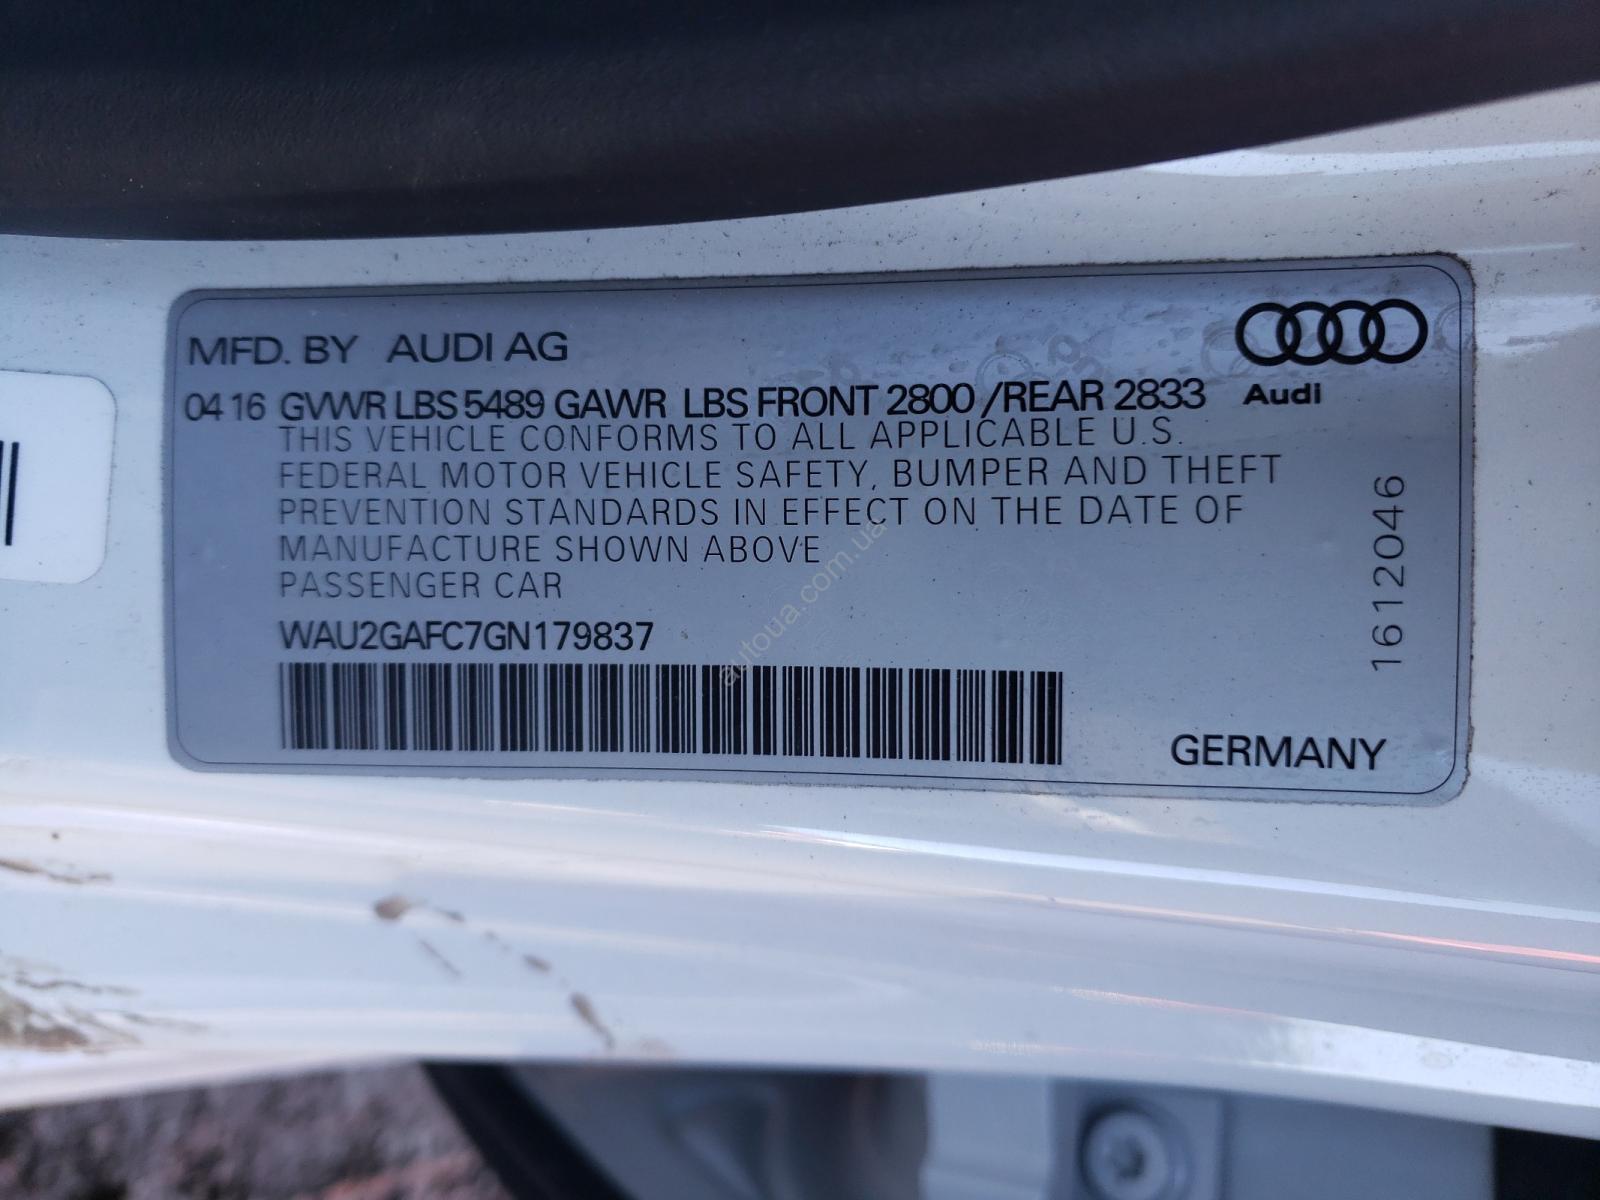 MFD. BY AUDI AG
04 16 GVWR LBS 5489 GAWR LBS FRONT 2800 /REAR 2833
Audi
THIS VEHICLE CONFORMS TO ALL APPLICABLE U.S.
FEDERAL MOTOR VEHICLE SAFETY, BUMPER AND THEFT
PREVENTION STANDARDS IN EFFECT ON THE DATE OF
MANUFACTURE SHOWN ABOVE
PASSENGER CAR
WAU2GAFC7GN179837
1612046
GERMANY
autoua.com.ua